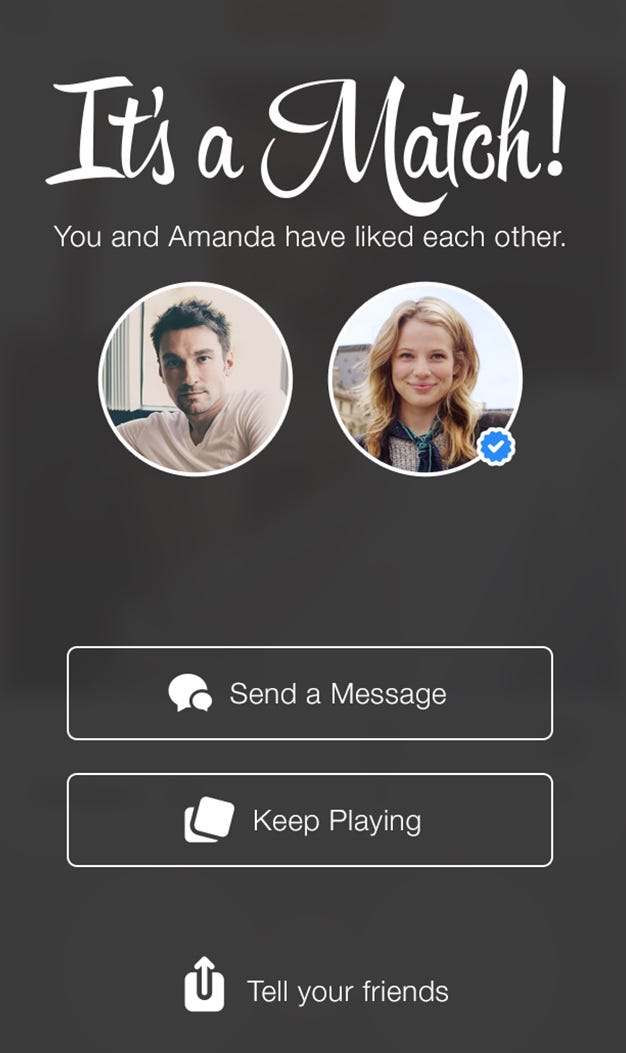 It's a Match!
You and Amanda have liked each other.
Send a Message
Keep Playing
Tell your friends